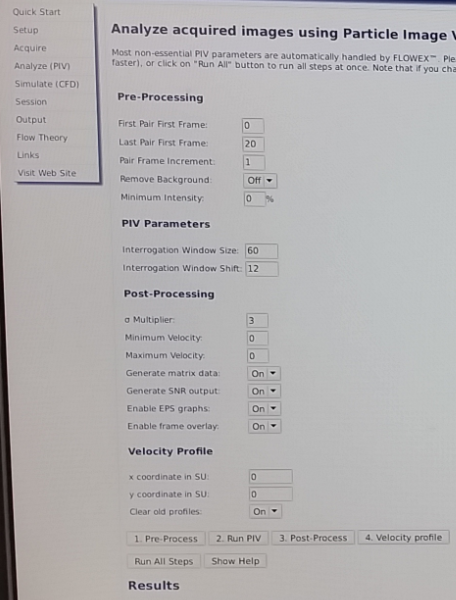 Quick Start
Setup
Acquire
Analyze (PIV)
Simulate (CFD)
Session
Output
Flow Theory
Links
Visit Web Site
Analyze acquired images using Particle Image
Most non-essential PIV parameters are automatically handled by FLOWEX™.
faster), or click on "Run All" button to run all steps at once. Note that if you
Pre-Processing
First Pair First Frame: 0
Last Pair First Frame: 20
Pair Frame Increment: 1
Remove Background: Off
Minimum Intensity: 0 %
PIV Parameters
Interrogation Window Size: 60
Interrogation Window Shift: 12
Post-Processing
σ Multiplier: 3
Minimum Velocity: 0
Maximum Velocity: 0
Generate matrix data: On
Generate SNR output: On
Enable EPS graphs: On
Enable frame overlay: On
Velocity Profile
x coordinate in SU: 0
y coordinate in SU: 0
Clear old profiles: On
1. Pre-Process 2. Run PIV 3. Post-Process 4. Velocity profile
Run All Steps Show Help
Results